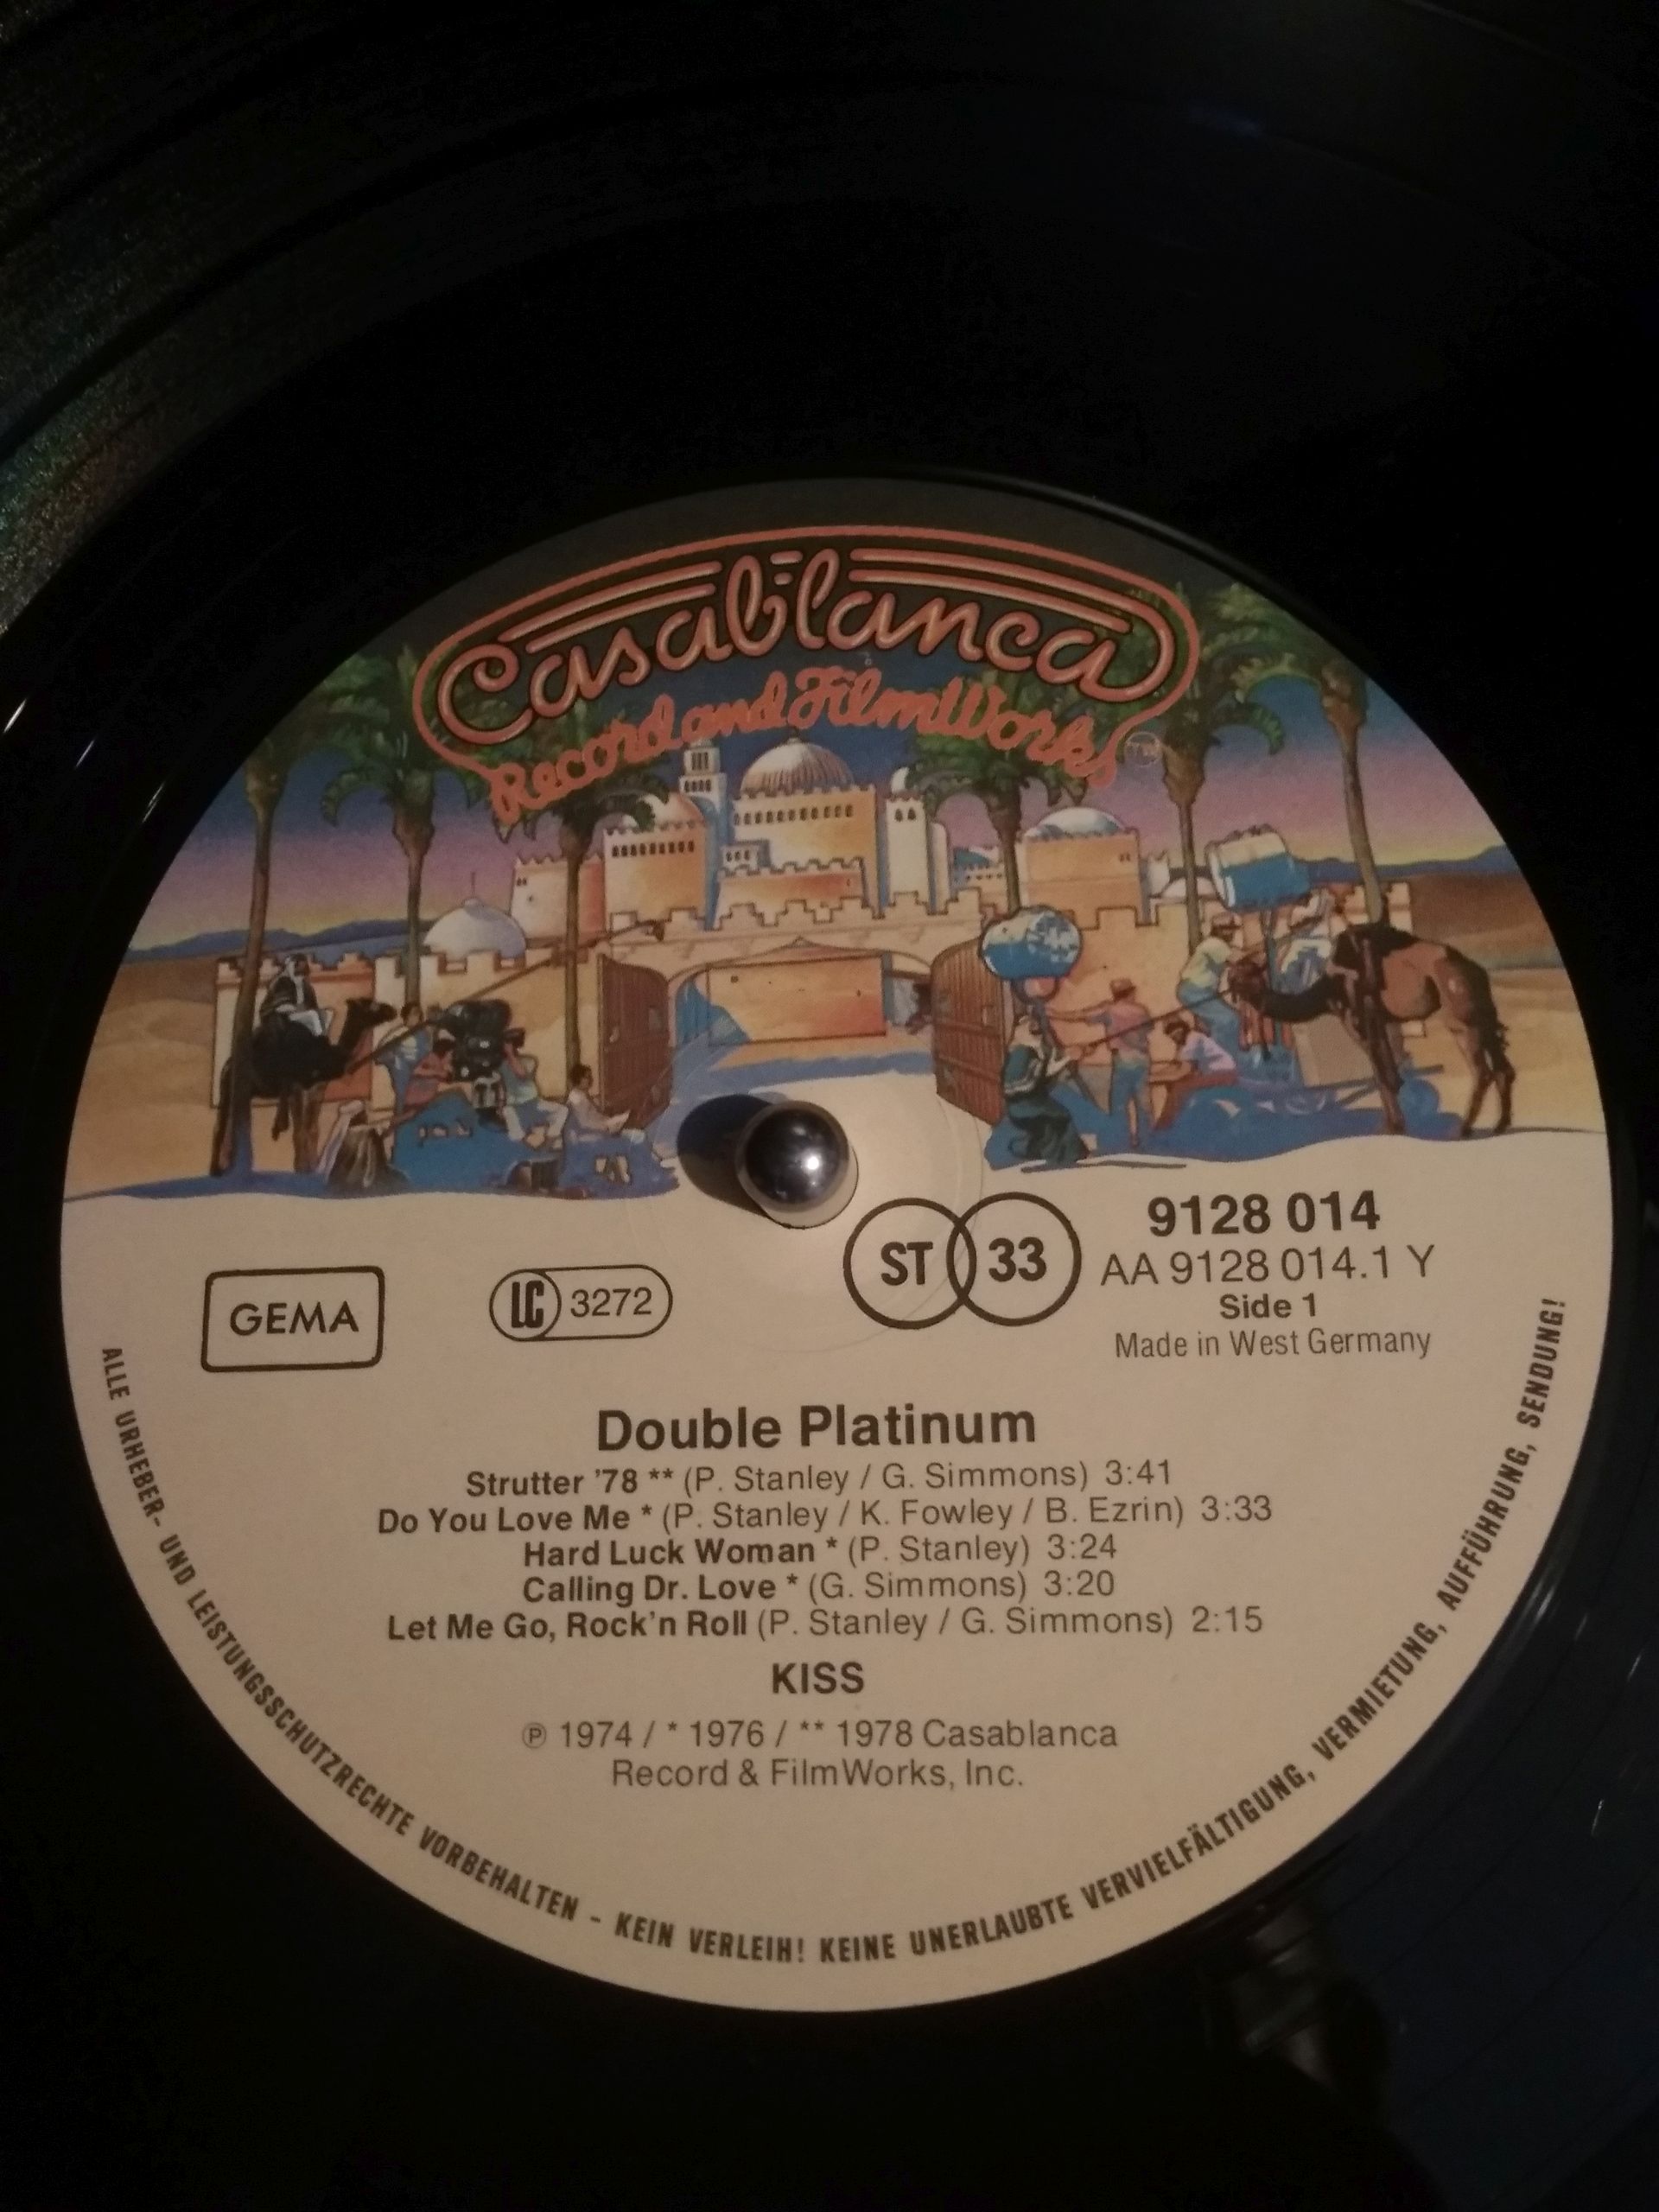 Casablanca
Record and FilmWorks
TM
9128 014
ST 33
AA 9128 014.1 Y
GEMA
LC 3272
Side 1
Made in West Germany
Double Platinum
Strutter '78 ** (P. Stanley / G. Simmons) 3:41
Do You Love Me * (P. Stanley / K. Fowley / B. Ezrin) 3:33
Hard Luck Woman * (P. Stanley) 3:24
Calling Dr. Love * (G. Simmons) 3:20
Let Me Go, Rock'n Roll (P. Stanley / G. Simmons) 2:15
KISS
℗ 1974 / * 1976 / ** 1978 Casablanca
Record & FilmWorks, Inc.
ALLE URHEBER- UND LEISTUNGSSCHUTZRECHTE VORBEHALTEN - KEIN VERLEIH! KEINE UNERLAUBTE VERVIELFÄLTIGUNG, VERMIETUNG, AUFFÜHRUNG, SENDUNG!